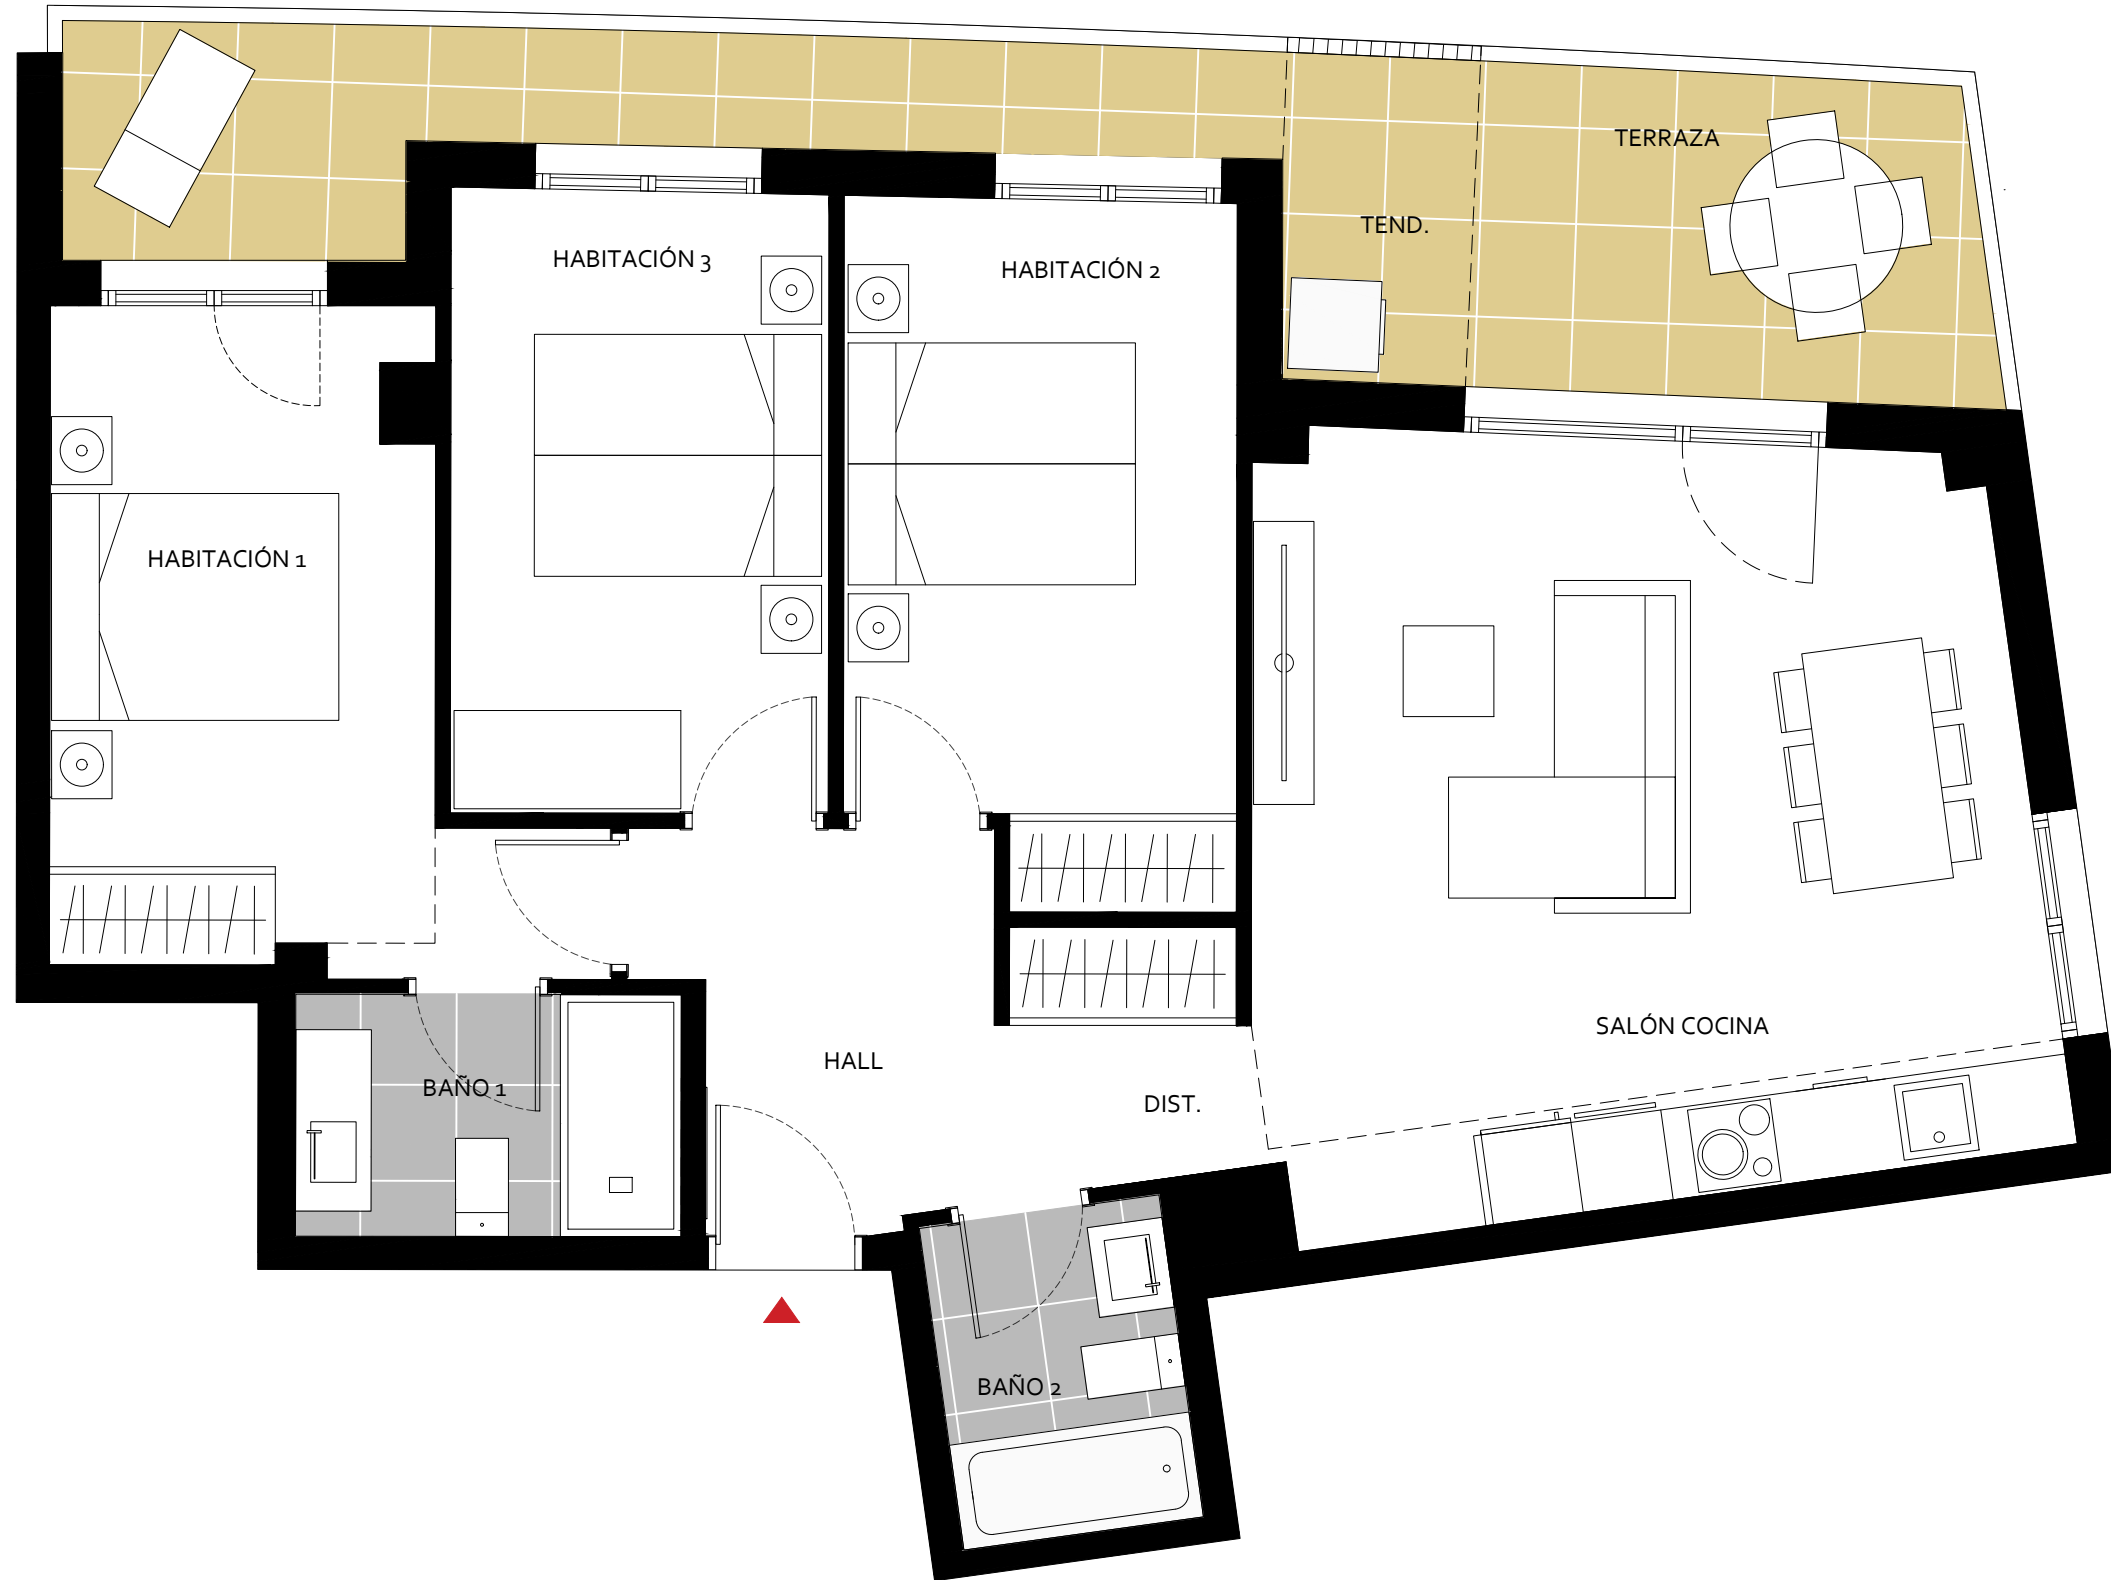 TERRAZA
TEND.
HABITACIÓN 3
HABITACIÓN 2
HABITACIÓN 1
SALÓN COCINA
HALL
BAÑO 1
DIST.
BAÑO 2